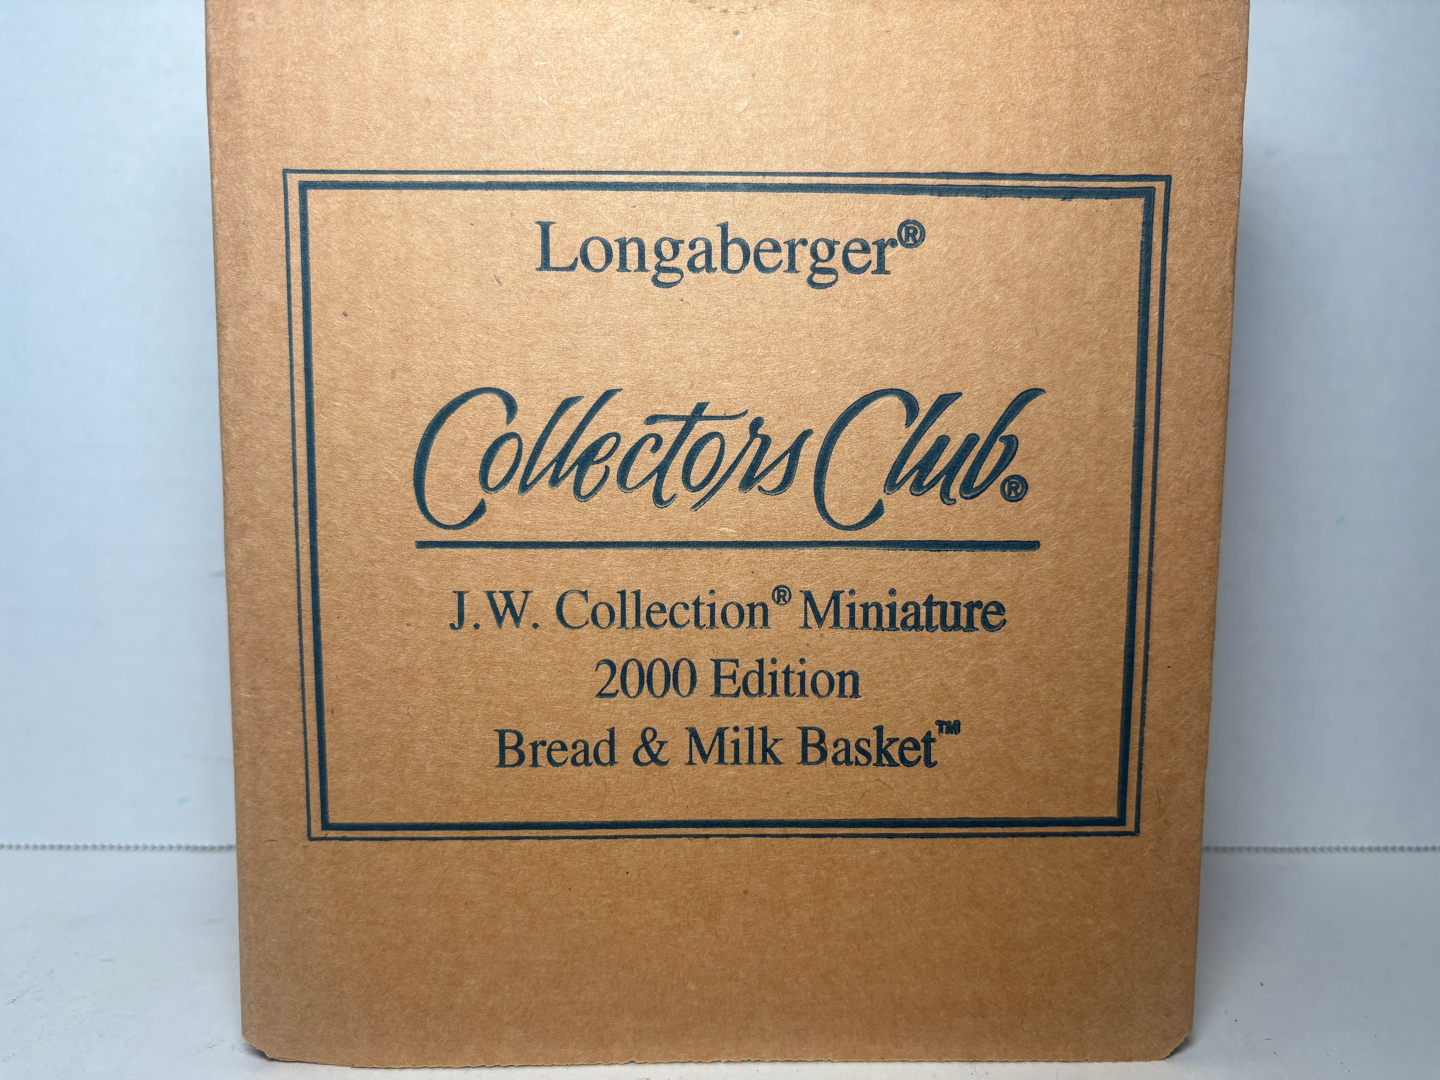 Longaberger®
Collectors Club®
J.W. Collection® Miniature
2000 Edition
Bread & Milk Basket™